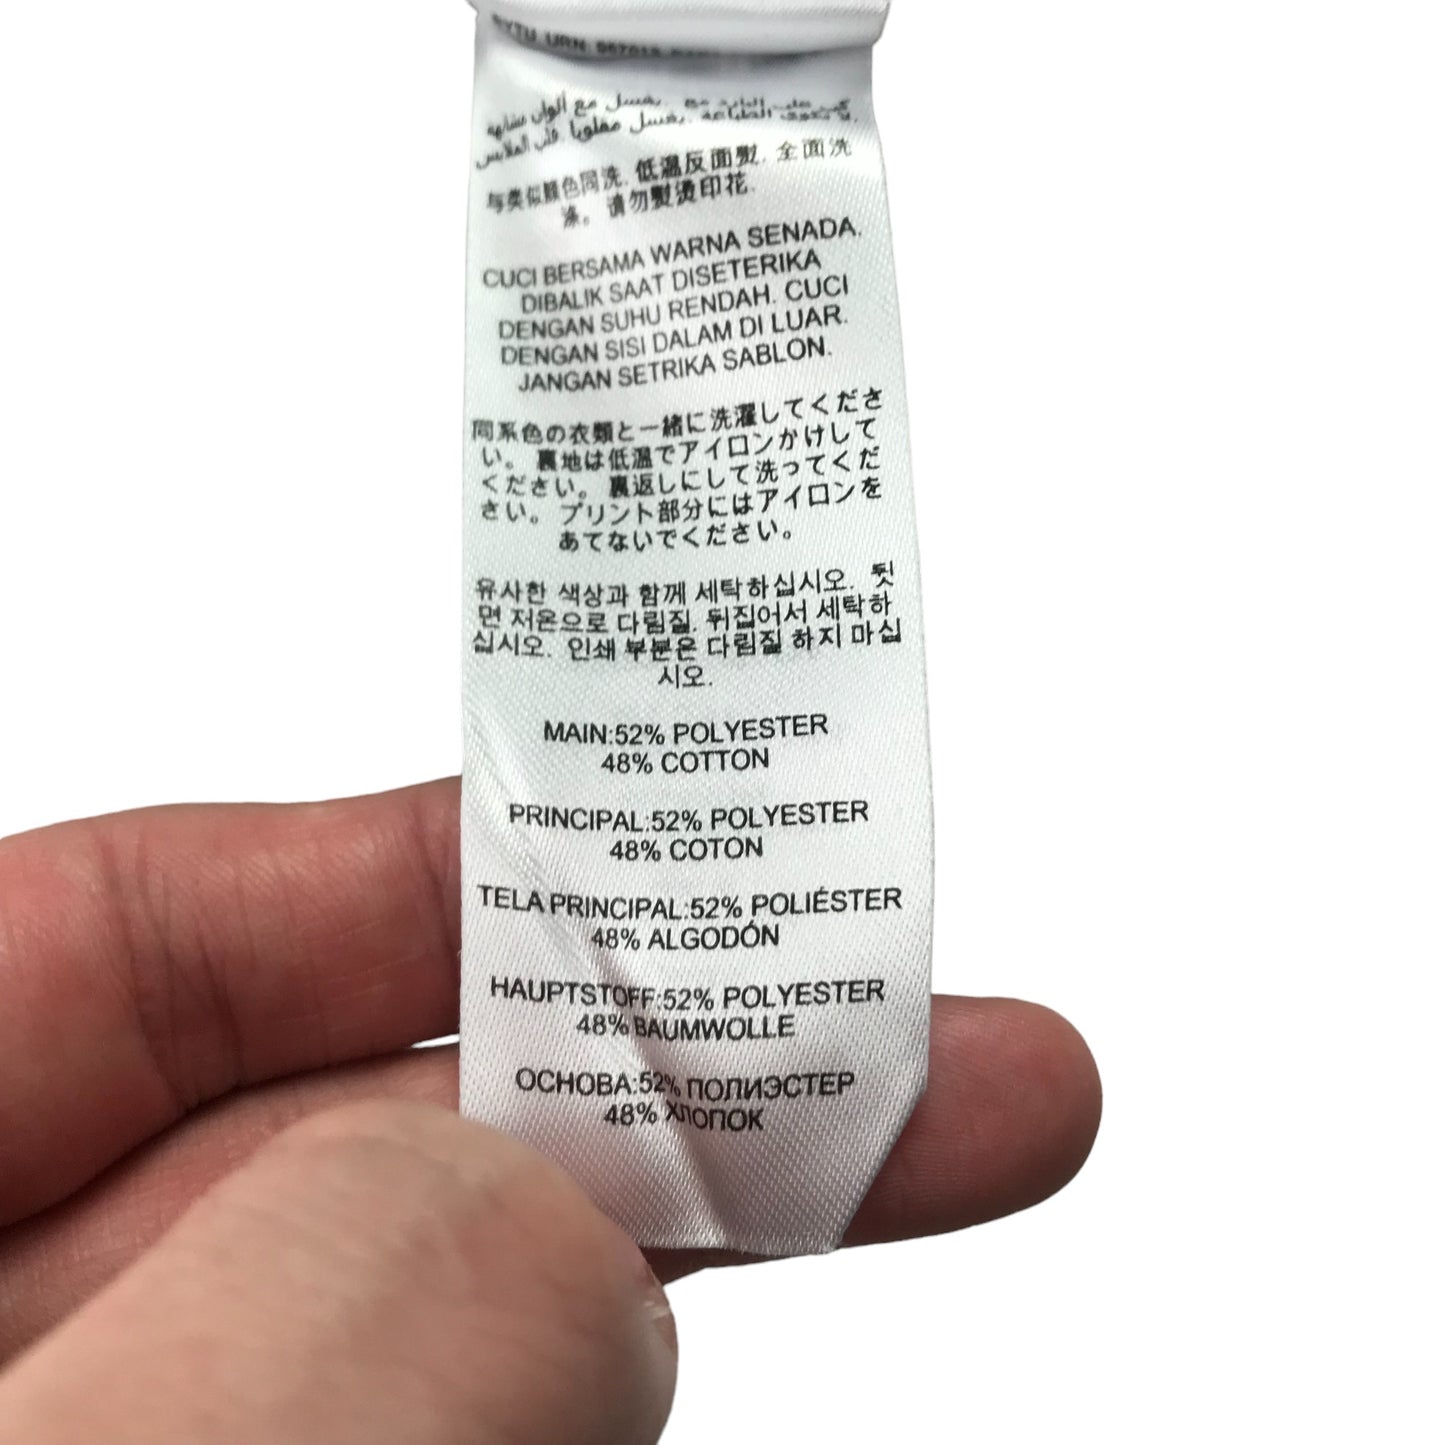 يغسل مع ألوان مشابهة
يغسل مقلوبا. قلب الملابس
与类似颜色同洗. 低温反面熨. 全面洗
涤。请勿熨烫印花.
CUCI BERSAMA WARNA SENADA.
DIBALIK SAAT DISETERIKA
DENGAN SUHU RENDAH. CUCI
DENGAN SISI DALAM DI LUAR.
JANGAN SETRIKA SABLON.
同系色の衣類と一緒に洗濯してくださ
い。 裏地は低温でアイロンかけして
ください。 裏返しにして洗ってくだ
さい。 プリント部分にはアイロンを
あてないでください。
유사한 색상과 함께 세탁하십시오. 뒷
면 저온으로 다림질. 뒤집어서 세탁하
십시오. 인쇄 부분은 다림질 하지 마십
시오.
MAIN:52% POLYESTER
48% COTTON
PRINCIPAL:52% POLYESTER
48% COTON
TELA PRINCIPAL:52% POLIÉSTER
48% ALGODÓN
HAUPTSTOFF:52% POLYESTER
48% BAUMWOLLE
ОСНОВА:52% ПОЛИЭСТЕР
48% ХЛОПОК